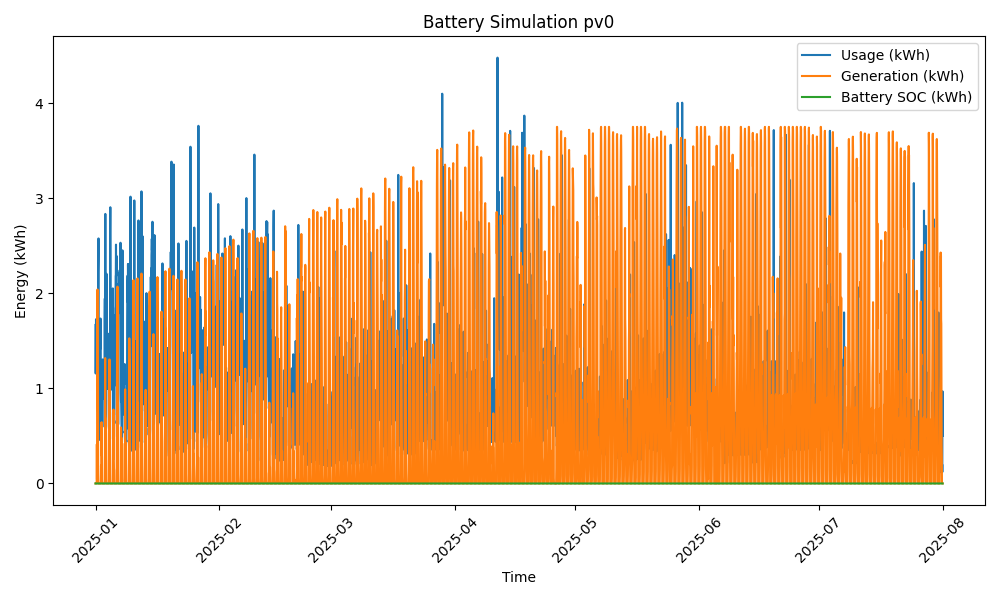 Battery Simulation pv0
Usage (kWh)
Generation (kWh)
Battery SOC (kWh)
Energy (kWh)
4
3
2
1
0
2025-01
2025-02
2025-03
2025-04
2025-05
2025-06
2025-07
2025-08
Time